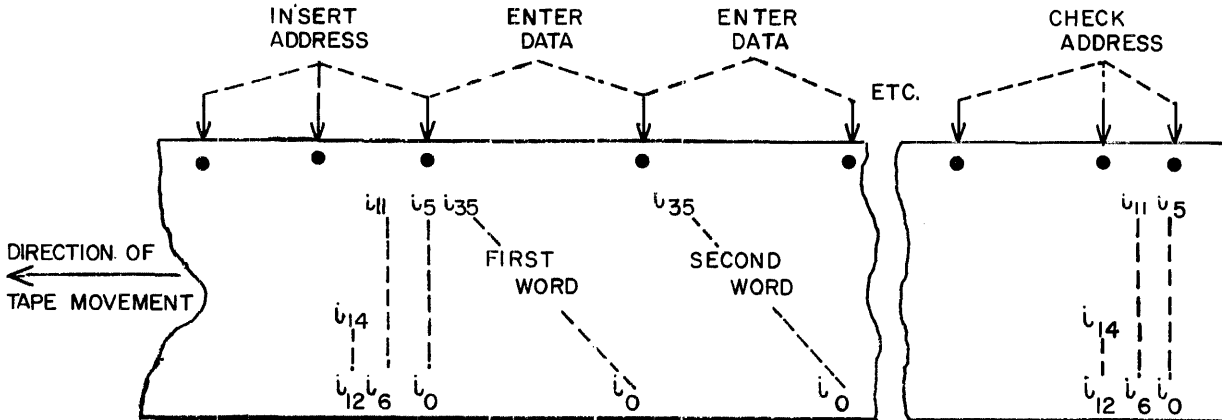 INSERT ADDRESS
ENTER DATA
ENTER DATA
CHECK ADDRESS
ETC.
i11 i5 i35
i35
i11 i5
DIRECTION OF
TAPE MOVEMENT
FIRST WORD
SECOND WORD
i14
i14
i12 i6 i0
i0
i0
i12 i6 i0